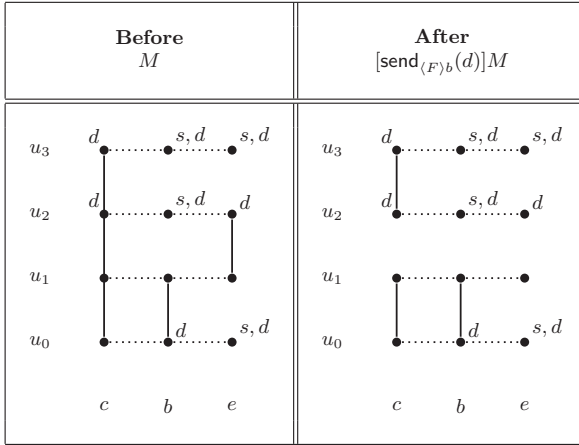 Before After
M [send⟨F⟩b(d)]M
d s, d s, d d s, d s, d
u3 u3
d s, d d d s, d d
u2 u2
u1 u1
d s, d d s, d
u0 u0
c b e c b e